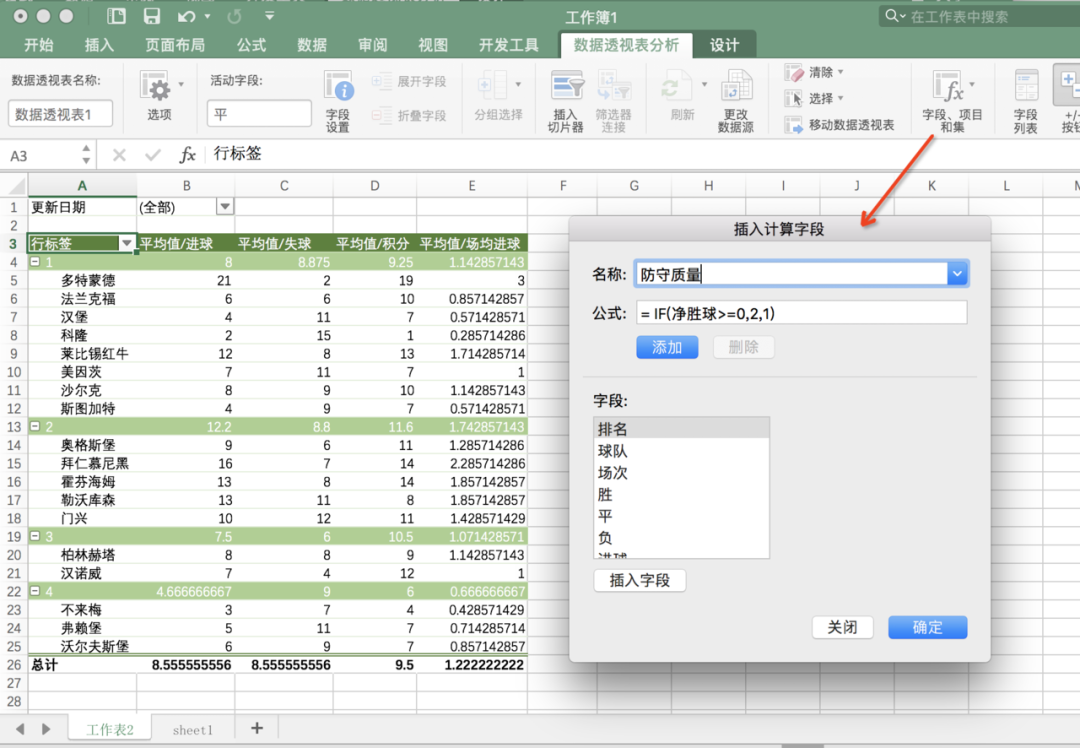 工作簿1
在工作表中搜索
开始 插入 页面布局 公式 数据 审阅 视图 开发工具 数据透视表分析 设计
数据透视表名称:
数据透视表1
选项
活动字段:
平
字段
设置
展开字段
折叠字段
分组选择
插入
切片器
筛选器
连接
刷新
更改
数据源
清除
选择
移动数据透视表
字段、项目
和集
字段
列表
+/-
按钮
A3 fx 行标签
A B C D E F G H I J K L M
1 更新日期 (全部)
2
3 行标签 平均值/进球 平均值/失球 平均值/积分 平均值/场均进球
4 1 8 8.875 9.25 1.142857143
5 多特蒙德 21 2 19 3
6 法兰克福 6 6 10 0.857142857
7 汉堡 4 11 7 0.571428571
8 科隆 2 15 1 0.285714286
9 莱比锡红牛 12 8 13 1.714285714
10 美因茨 7 11 7 1
11 沙尔克 8 9 10 1.142857143
12 斯图加特 4 9 7 0.571428571
13 2 12.2 8.8 11.6 1.742857143
14 奥格斯堡 9 6 11 1.285714286
15 拜仁慕尼黑 16 7 14 2.285714286
16 霍芬海姆 13 8 14 1.857142857
17 勒沃库森 13 11 8 1.857142857
18 门兴 10 12 11 1.428571429
19 3 7.5 6 10.5 1.071428571
20 柏林赫塔 8 8 9 1.142857143
21 汉诺威 7 4 12 1
22 4 4.666666667 9 6 0.666666667
23 不来梅 3 7 4 0.428571429
24 弗赖堡 5 11 7 0.714285714
25 沃尔夫斯堡 6 9 7 0.857142857
26 总计 8.555555556 8.555555556 9.5 1.222222222
27
28
插入计算字段
名称: 防守质量
公式: = IF(净胜球>=0,2,1)
添加 删除
字段:
排名
球队
场次
胜
平
负
进球
插入字段
关闭 确定
工作表2 sheet1 +